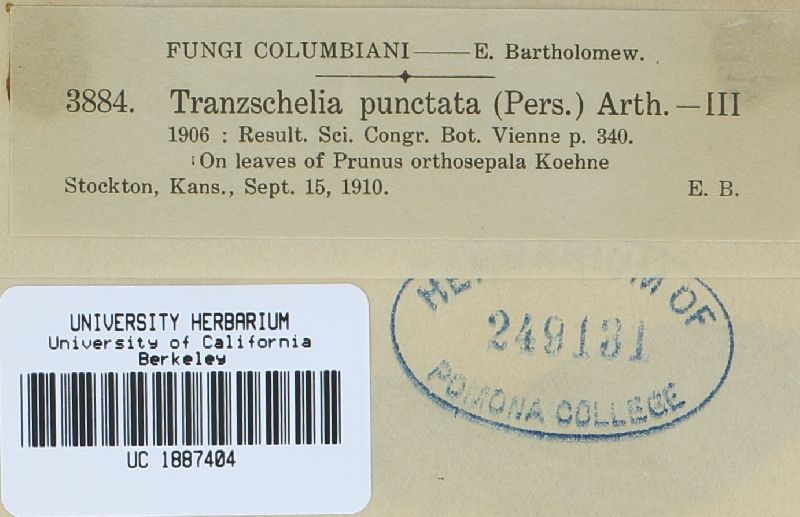 FUNGI COLUMBIANI—E. Bartholomew.
3884. Tranzschelia punctata (Pers.) Arth.—III
1906 : Result. Sci. Congr. Bot. Vienne p. 340.
On leaves of Prunus orthosepala Koehne
Stockton, Kans., Sept. 15, 1910. E. B.
HERBARIUM OF
249131
POMONA COLLEGE
UNIVERSITY HERBARIUM
University of California
Berkeley
UC 1887404